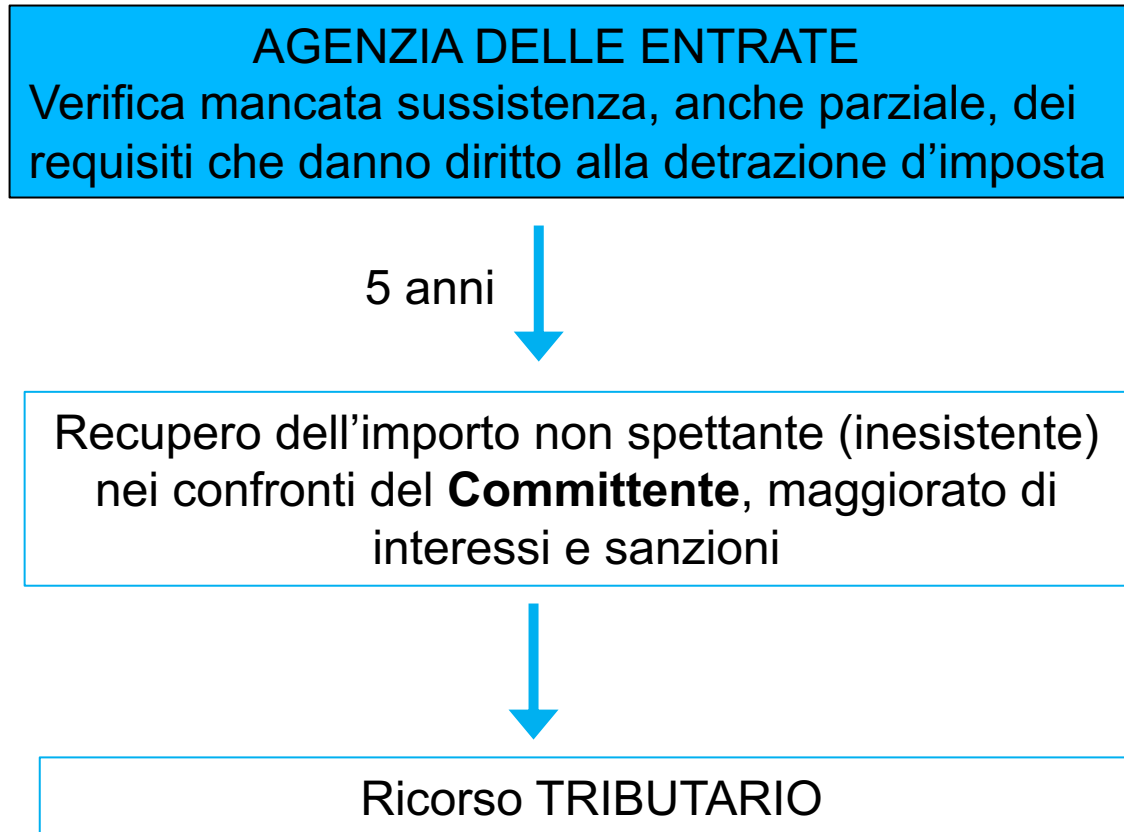 AGENZIA DELLE ENTRATE
Verifica mancata sussistenza, anche parziale, dei
requisiti che danno diritto alla detrazione d’imposta
5 anni
Recupero dell’importo non spettante (inesistente)
nei confronti del Committente, maggiorato di
interessi e sanzioni
Ricorso TRIBUTARIO